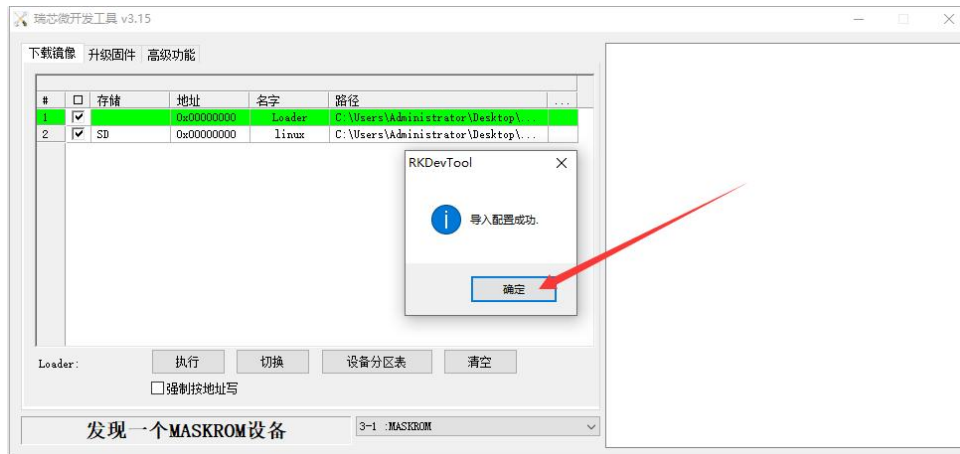 瑞芯微开发工具 v3.15
下载镜像 升级固件 高级功能
# 存储 地址 名字 路径 ...
1 0x00000000 Loader C:\Users\Administrator\Desktop\...
2 SD 0x00000000 linux C:\Users\Administrator\Desktop\...
RKDevTool
导入配置成功.
确定
Loader: 执行 切换 设备分区表 清空
强制按地址写
发现一个MASKROM设备 3-1 :MASKROM